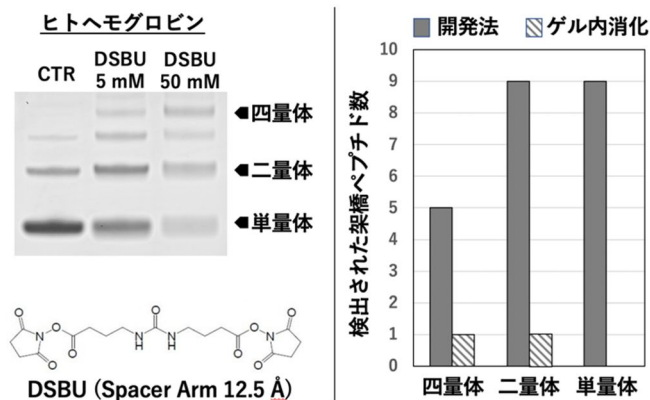 ヒトヘモグロビン
CTR
DSBU
5 mM
DSBU
50 mM
四量体
二量体
単量体
O
N
O
O
O
O
N
H
N
H
O
O
N
O
O
DSBU (Spacer Arm 12.5 Å)
開発法
ゲル内消化
検出された架橋ペプチド数
10
9
8
7
6
5
4
3
2
1
0
四量体
二量体
単量体